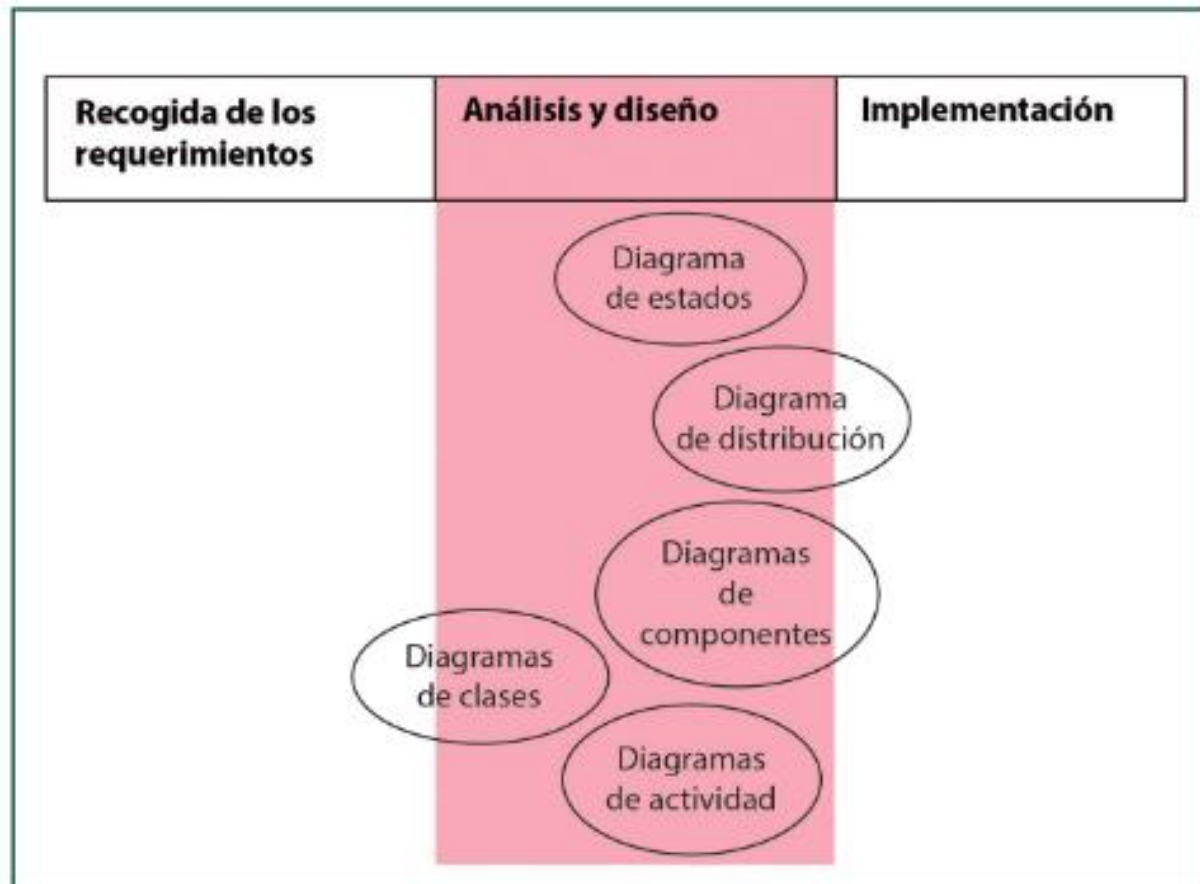 Recogida de los
requerimientos
Análisis y diseño
Implementación
Diagrama
de estados
Diagrama
de distribución
Diagramas
de
componentes
Diagramas
de clases
Diagramas
de actividad